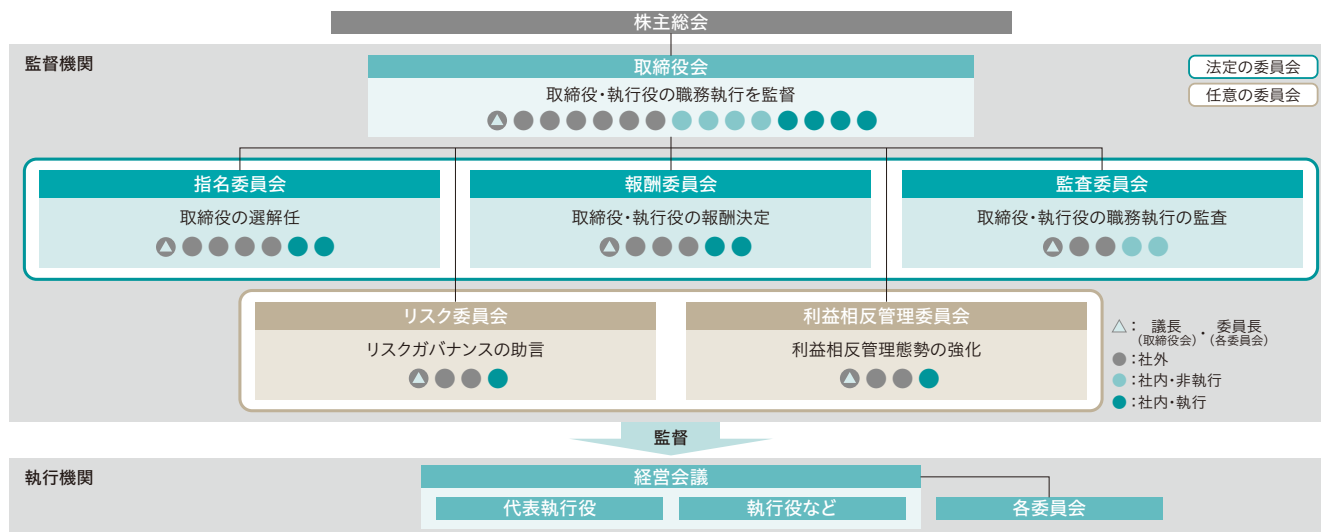 株主総会
監督機関
取締役会
取締役・執行役の職務執行を監督
法定の委員会
任意の委員会
指名委員会
取締役の選解任
報酬委員会
取締役・執行役の報酬決定
監査委員会
取締役・執行役の職務執行の監査
リスク委員会
リスクガバナンスの助言
利益相反管理委員会
利益相反管理態勢の強化
△: 議長・委員長
(取締役会) (各委員会)
●:社外
●:社内・非執行
●:社内・執行
監督
執行機関
経営会議
代表執行役
執行役など
各委員会